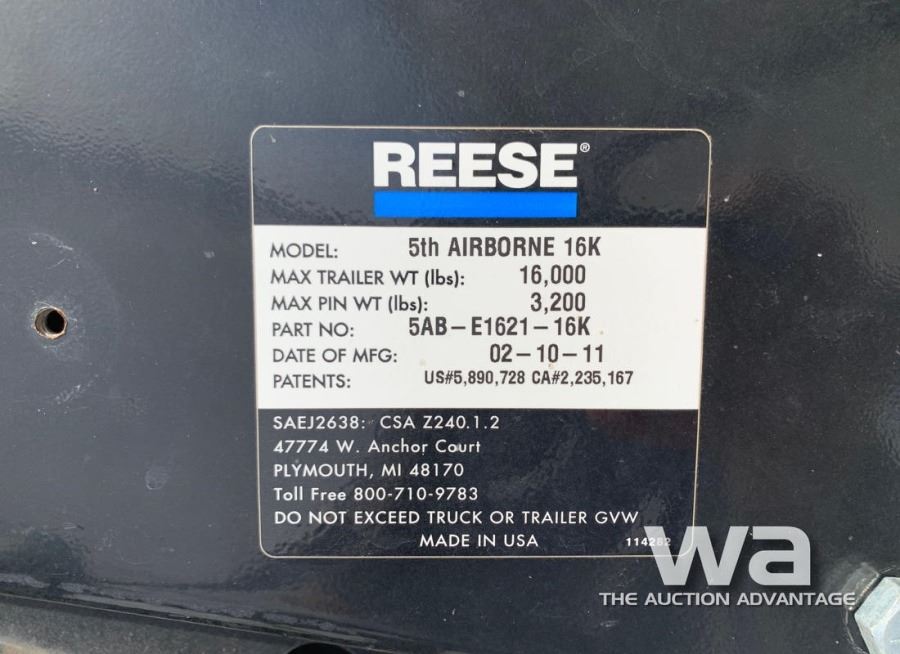 REESE®
MODEL: 5th AIRBORNE 16K
MAX TRAILER WT (lbs): 16,000
MAX PIN WT (lbs): 3,200
PART NO: 5AB-E1621-16K
DATE OF MFG: 02-10-11
PATENTS: US#5,890,728 CA#2,235,167
SAEJ2638: CSA Z240.1.2
47774 W. Anchor Court
PLYMOUTH, MI 48170
Toll Free 800-710-9783
DO NOT EXCEED TRUCK OR TRAILER GVW
MADE IN USA 114282
wa
THE AUCTION ADVANTAGE